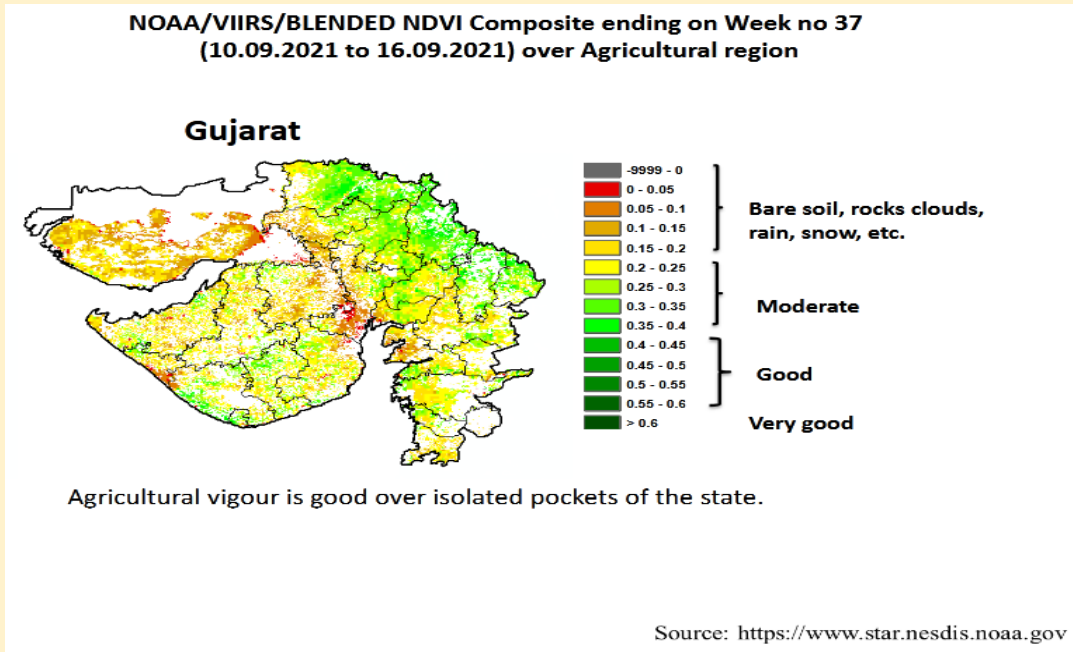 NOAA/VIIRS/BLENDED NDVI Composite ending on Week no 37
(10.09.2021 to 16.09.2021) over Agricultural region
Gujarat
-9999 - 0
0 - 0.05
0.05 - 0.1
0.1 - 0.15
0.15 - 0.2
0.2 - 0.25
0.25 - 0.3
0.3 - 0.35
0.35 - 0.4
0.4 - 0.45
0.45 - 0.5
0.5 - 0.55
0.55 - 0.6
> 0.6
Bare soil, rocks clouds,
rain, snow, etc.
Moderate
Good
Very good
Agricultural vigour is good over isolated pockets of the state.
Source: https://www.star.nesdis.noaa.gov